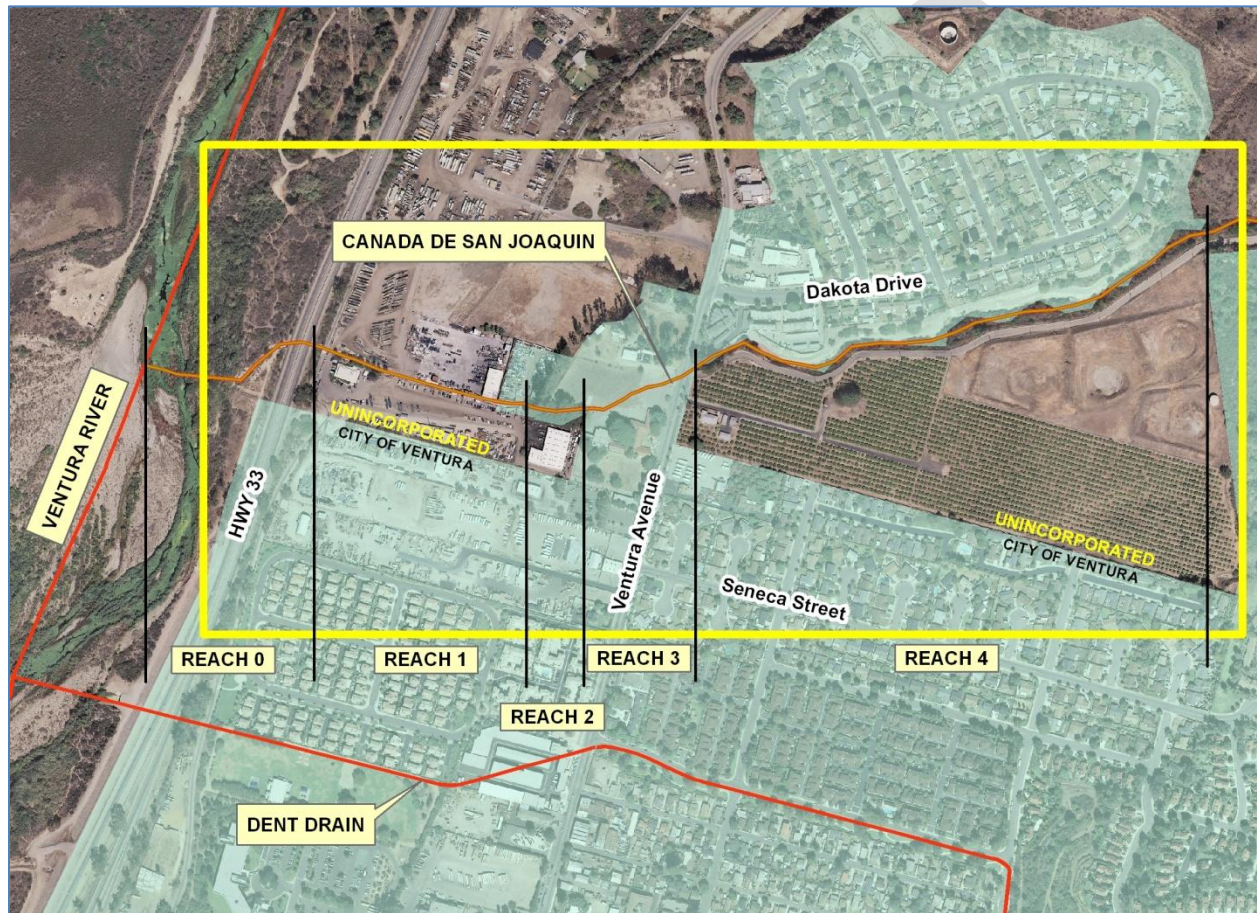 CANADA DE SAN JOAQUIN
Dakota Drive
VENTURA RIVER
HWY 33
UNINCORPORATED
CITY OF VENTURA
Ventura Avenue
UNINCORPORATED
CITY OF VENTURA
Seneca Street
REACH 0
REACH 1
REACH 3
REACH 4
REACH 2
DENT DRAIN